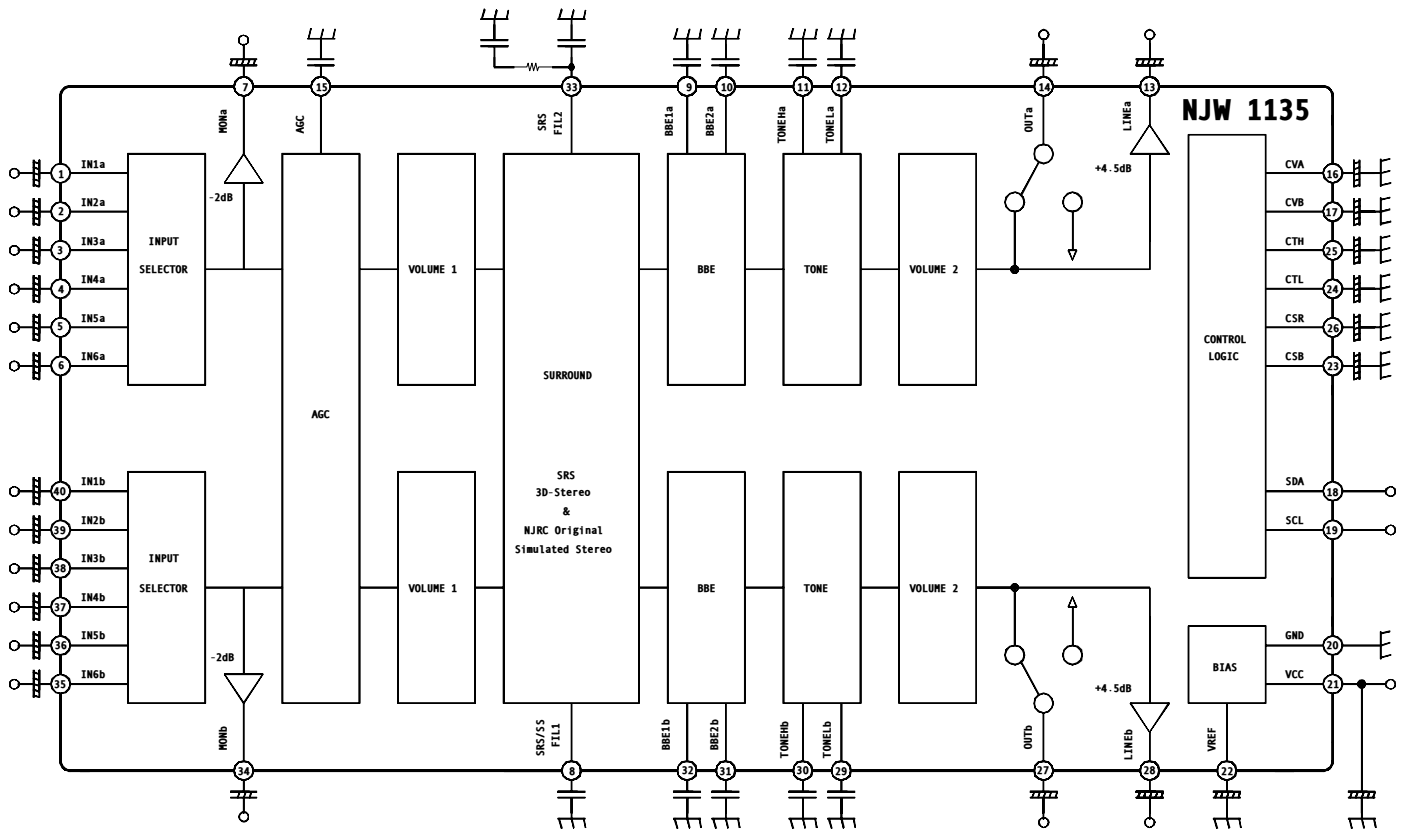 7
15
33
9
10
11
12
14
13
MONa
AGC
SRS
FIL2
BBE1a
BBE2a
TONEHa
TONELa
OUTa
LINEa
NJW 1135
1 IN1a
2 IN2a
3 IN3a
4 IN4a
5 IN5a
6 IN6a
INPUT
SELECTOR
-2dB
AGC
VOLUME 1
SURROUND
SRS
3D-Stereo
&
NJRC Original
Simulated Stereo
BBE
TONE
VOLUME 2
+4.5dB
CONTROL
LOGIC
CVA 16
CVB 17
CTH 25
CTL 24
CSR 26
CSB 23
SDA 18
SCL 19
40 IN1b
39 IN2b
38 IN3b
37 IN4b
36 IN5b
35 IN6b
INPUT
SELECTOR
-2dB
VOLUME 1
BBE
TONE
VOLUME 2
+4.5dB
BIAS
GND 20
VCC 21
MONb
SRS/SS
FIL1
BBE1b
BBE2b
TONEHb
TONELb
OUTb
LINEb
VREF
34
8
32
31
30
29
27
28
22